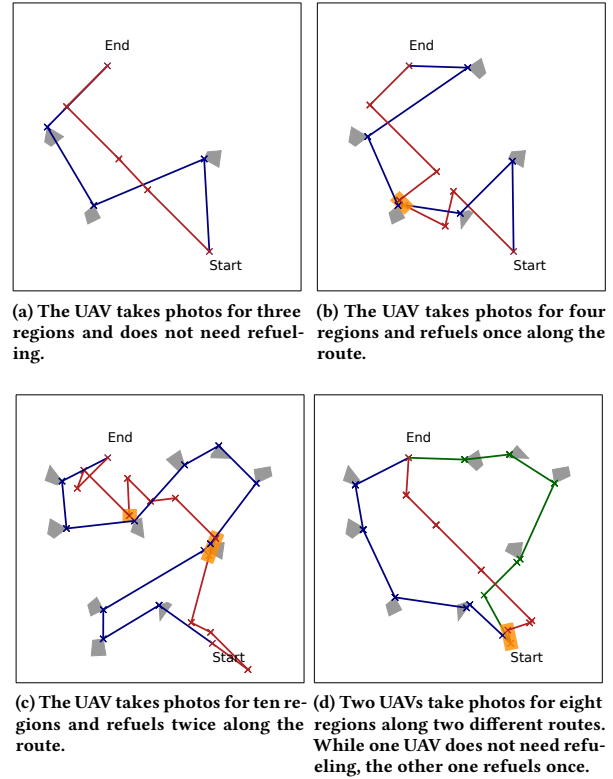 End
Start
(a) The UAV takes photos for three
regions and does not need refuel-
ing.
End
Start
(b) The UAV takes photos for four
regions and refuels once along the
route.
End
Start
(c) The UAV takes photos for ten re-
gions and refuels twice along the
route.
End
Start
(d) Two UAVs take photos for eight
regions along two different routes.
While one UAV does not need refu-
eling, the other one refuels once.